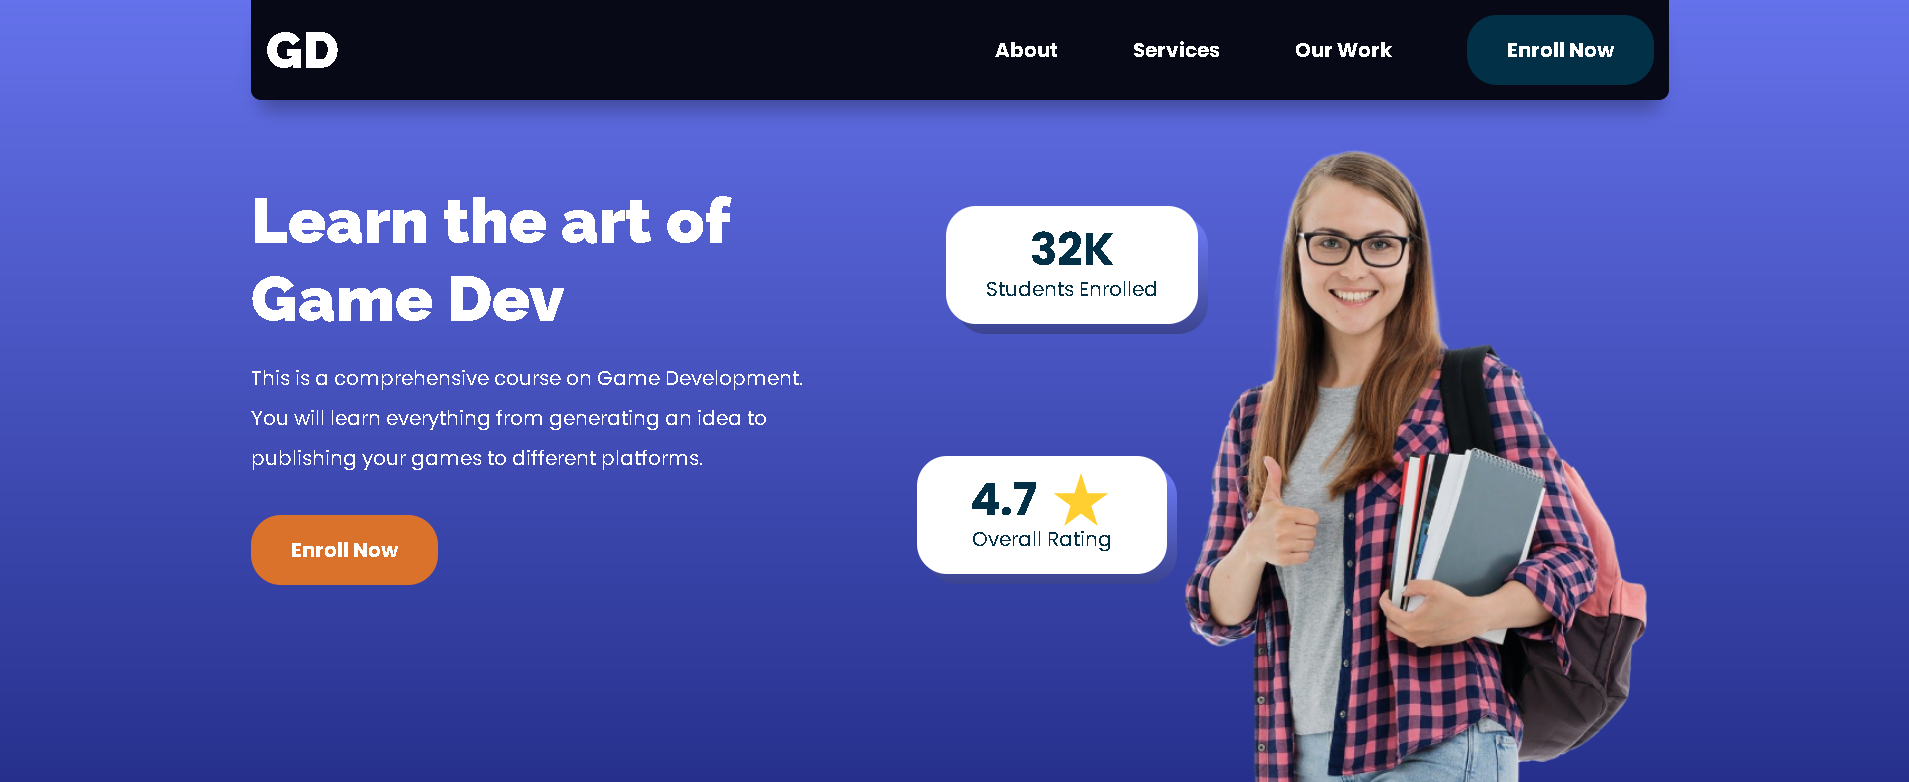 GD
About
Services
Our Work
Enroll Now
Learn the art of
Game Dev
This is a comprehensive course on Game Development.
You will learn everything from generating an idea to
publishing your games to different platforms.
Enroll Now
32K
Students Enrolled
4.7
Overall Rating